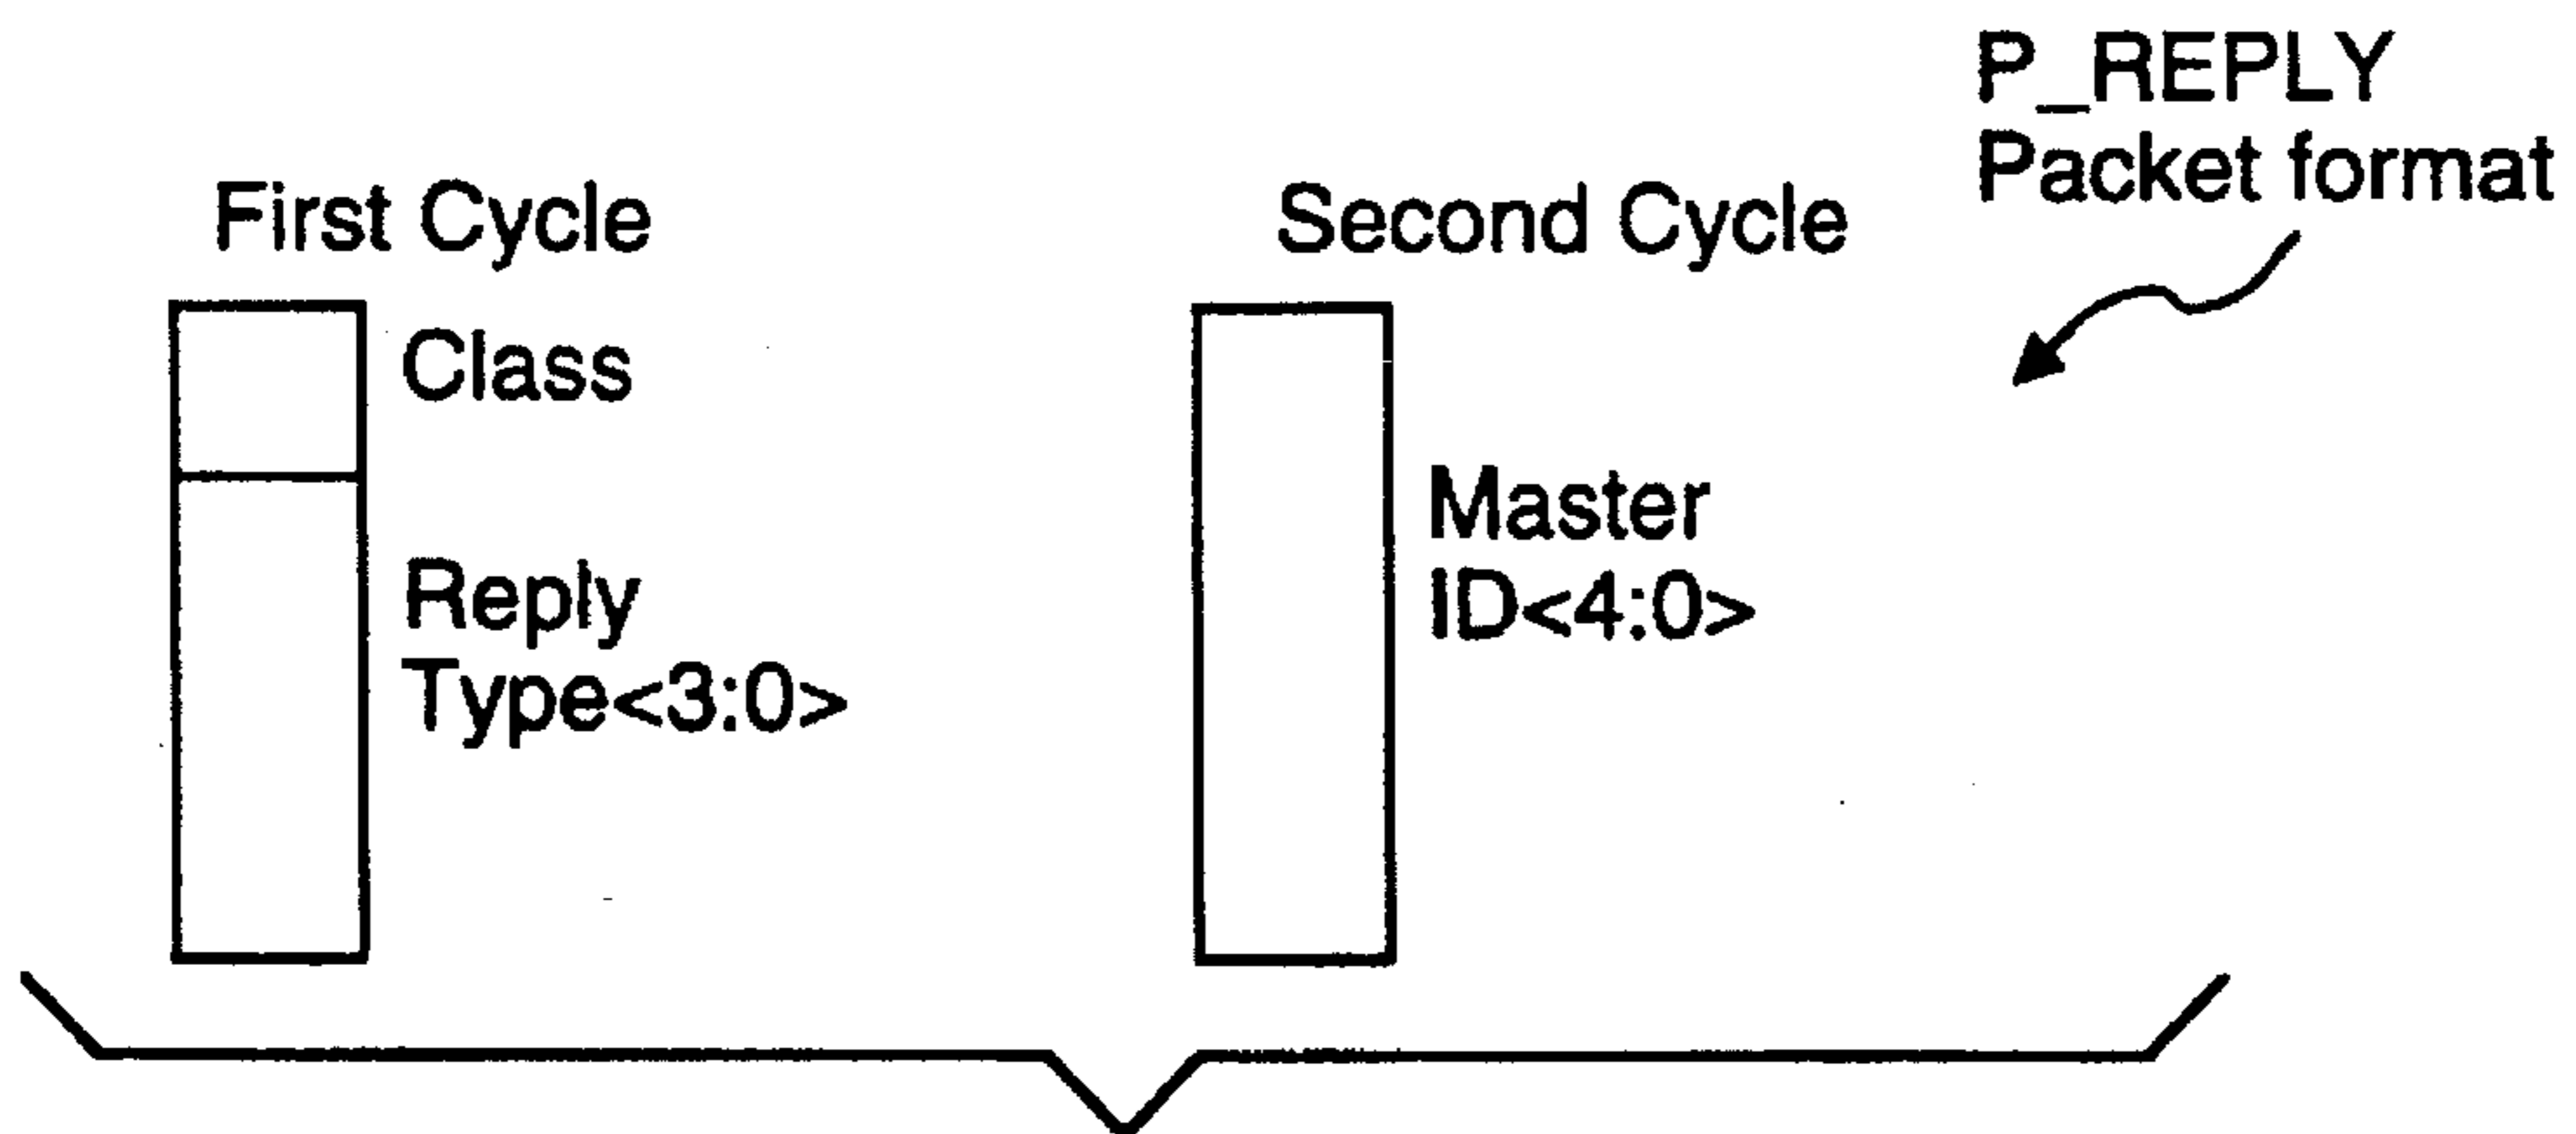 P_REPLY
Packet format
First Cycle
Second Cycle
Class
Reply
Type<3:0>
Master
ID<4:0>